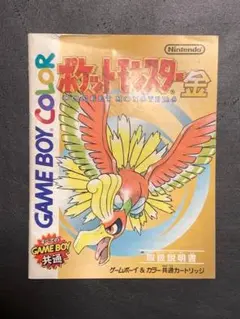 Nintendo
ポケットモンスター金
POCKET MONSTERS
GAME BOY COLOR
GAME BOY
共通
取扱説明書
ゲームボーイ&カラー共通カートリッジ